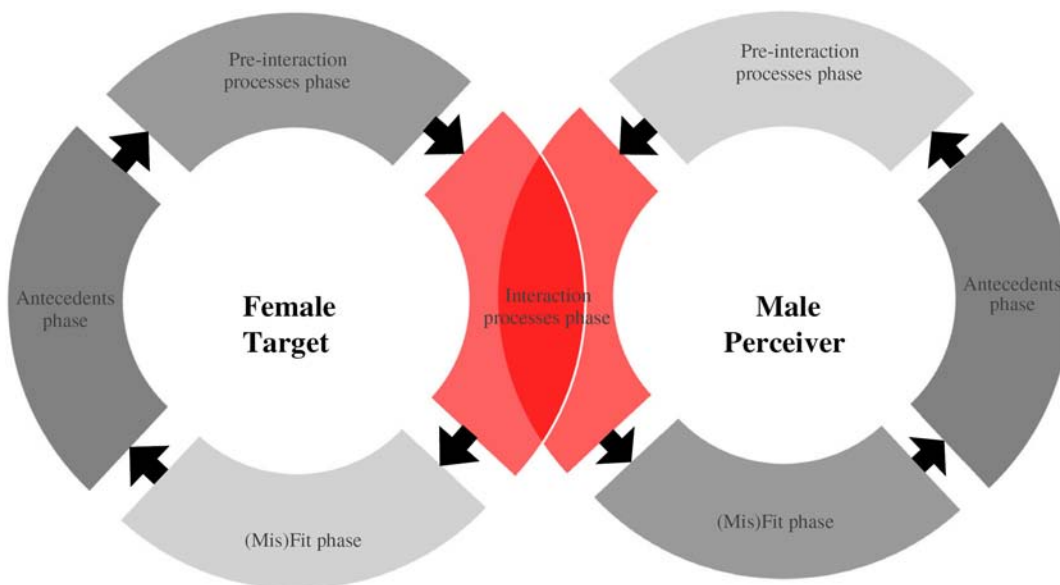 Pre-interaction
processes phase
Pre-interaction
processes phase
Antecedents
phase
Female
Target
Interaction
processes phase
Male
Perceiver
Antecedents
phase
(Mis)Fit phase
(Mis)Fit phase